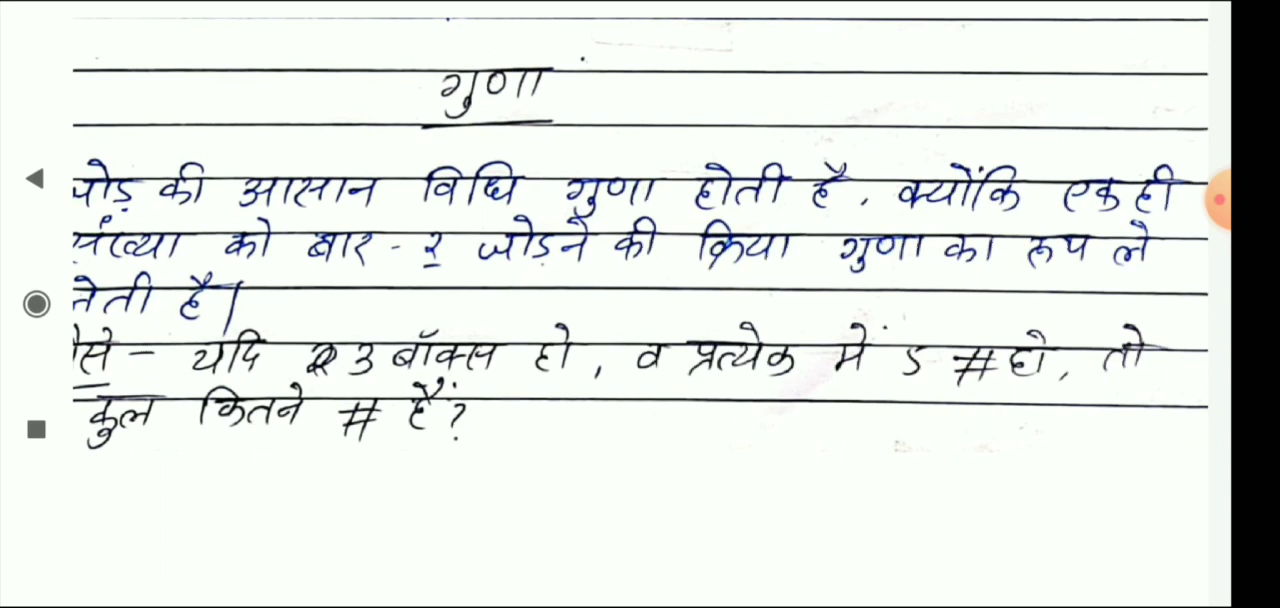 गुणा
जोड़ की आसान विधि गुणा होती है, क्योंकि एक ही
संख्या को बार - २ जोड़ने की क्रिया गुणा का रूप ले
लेती है।
जैसे - यदि 3 बॉक्स हो, व प्रत्येक में 5 # हो, तो
कुल कितने # हैं?